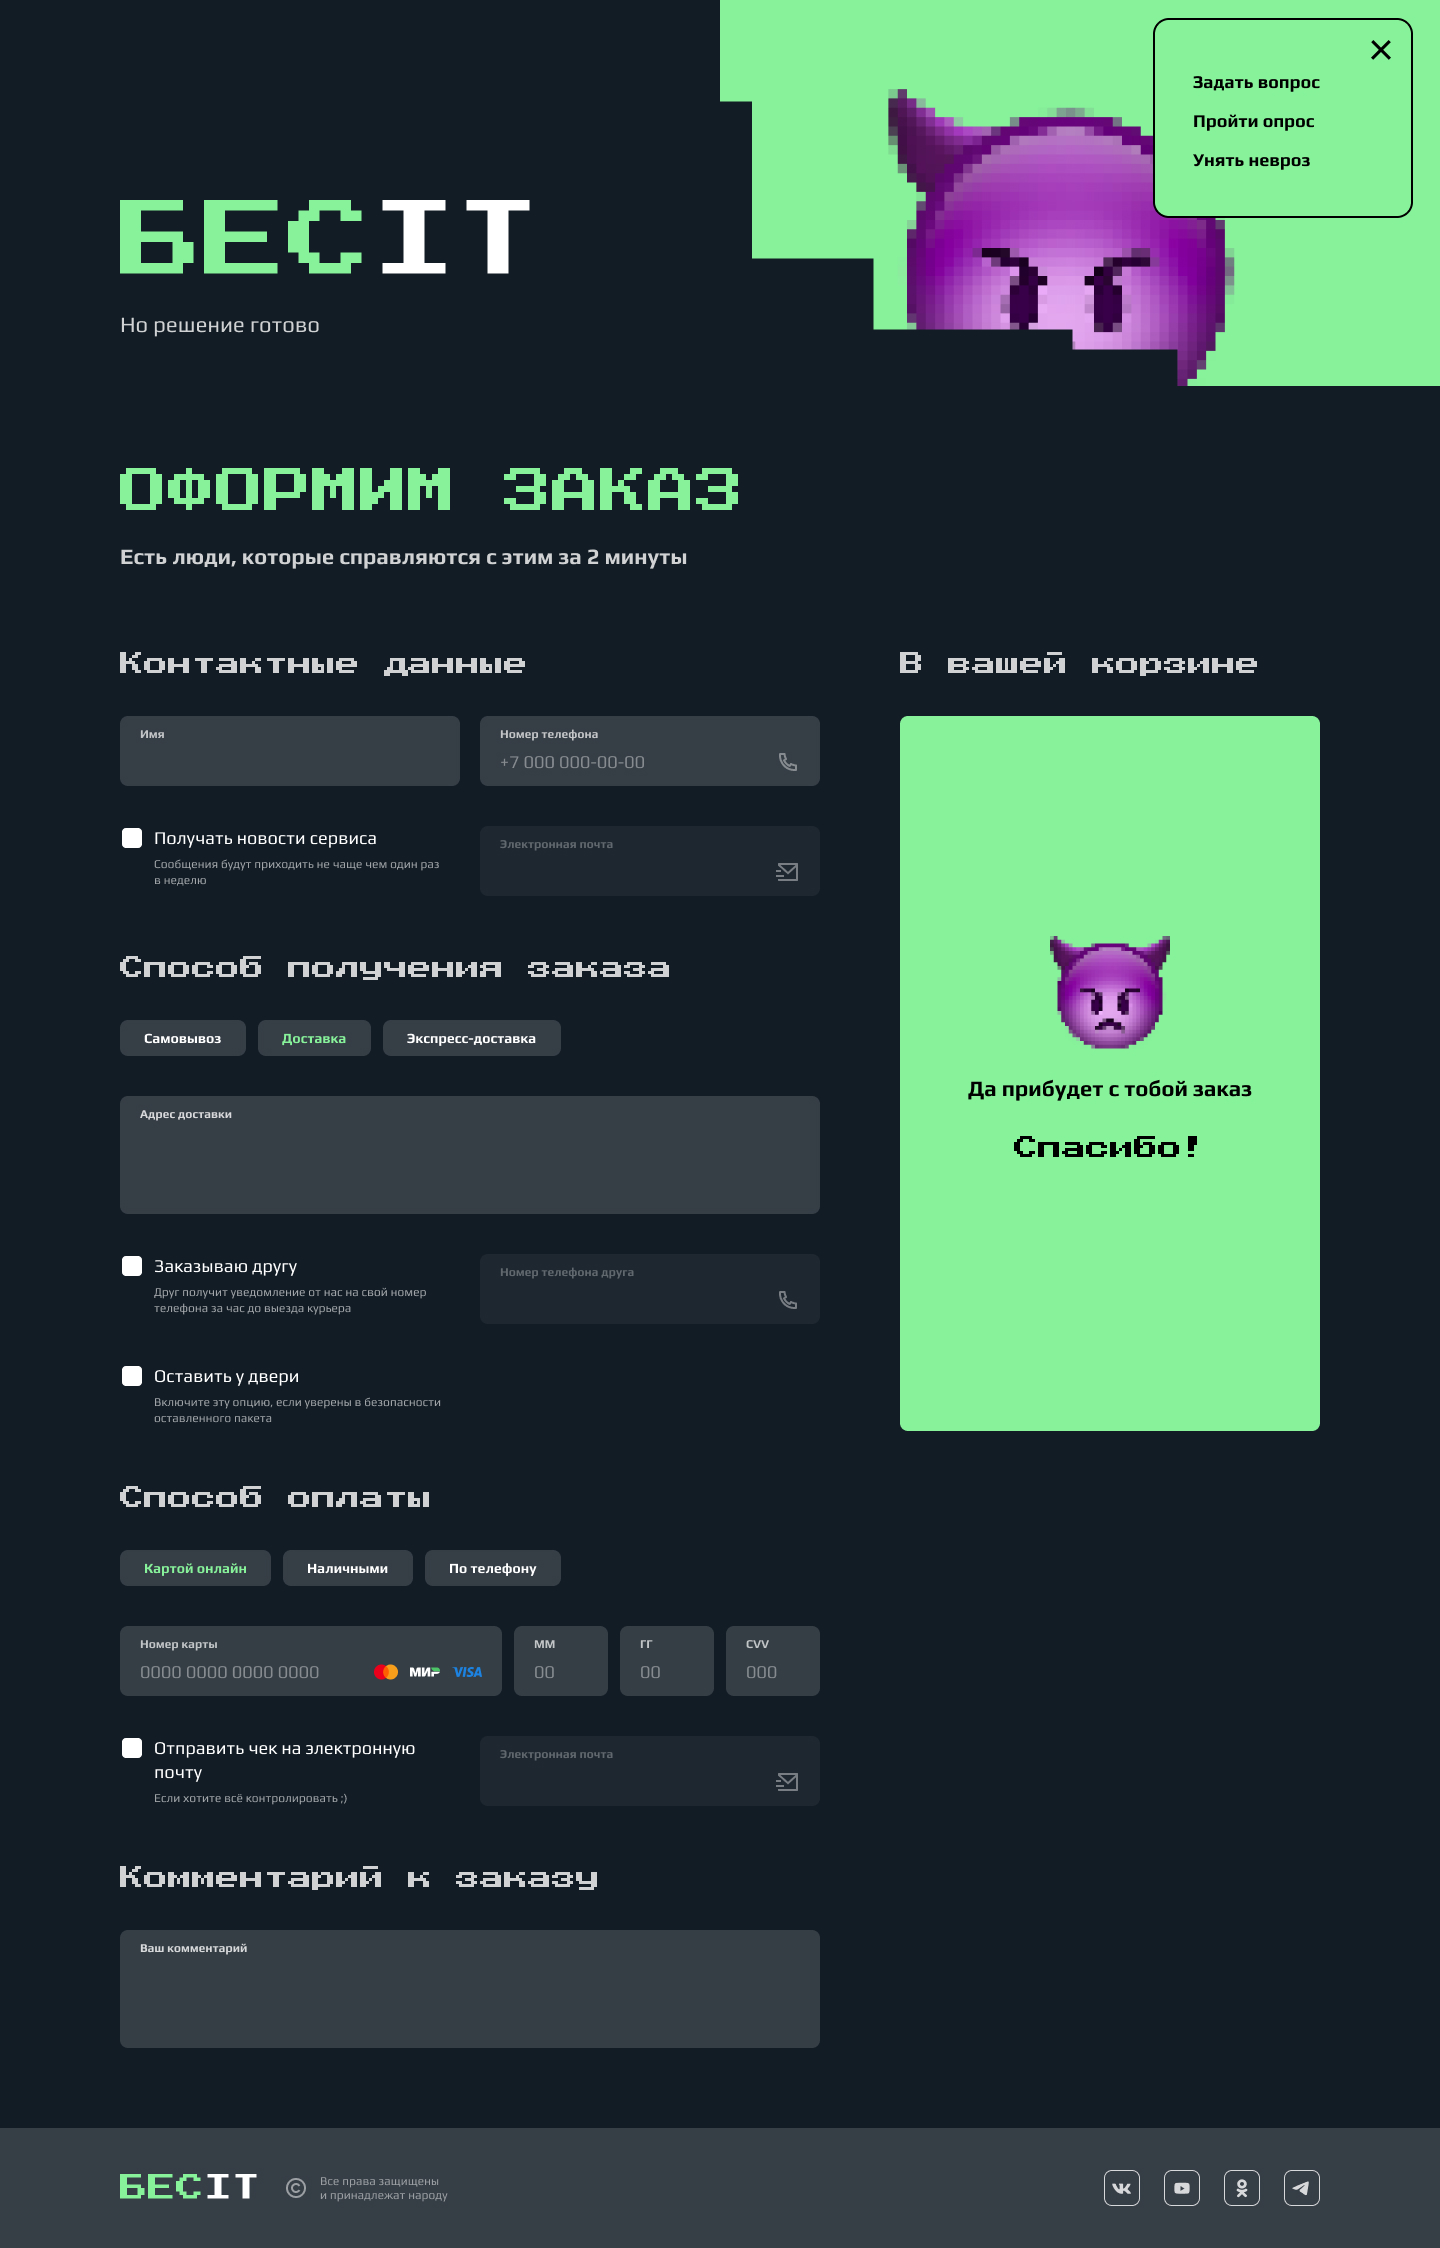 Задать вопрос
Пройти опрос
Унять невроз
БЕСIT
Но решение готово
ОФОРМИМ ЗАКАЗ
Есть люди, которые справляются с этим за 2 минуты
Контактные данные
Имя
Номер телефона
+7 000 000-00-00
Получать новости сервиса
Сообщения будут приходить не чаще чем один раз
в неделю
Электронная почта
Способ получения заказа
Самовывоз
Доставка
Экспресс-доставка
Адрес доставки
Заказываю другу
Друг получит уведомление от нас на свой номер
телефона за час до выезда курьера
Номер телефона друга
Оставить у двери
Включите эту опцию, если уверены в безопасности
оставленного пакета
Способ оплаты
Картой онлайн
Наличными
По телефону
Номер карты
0000 0000 0000 0000
МИР
VISA
ММ
00
ГГ
00
CVV
000
Отправить чек на электронную
почту
Если хотите всё контролировать ;)
Электронная почта
Комментарий к заказу
Ваш комментарий
В вашей корзине
Да прибудет с тобой заказ
Спасибо!
БЕСIT
©
Все права защищены
и принадлежат народу